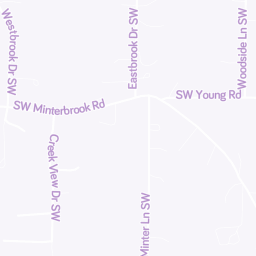 Westbrook Dr SW
Eastbrook Dr SW
Woodside Ln SW
SW Minterbrook Rd
SW Young Rd
Creek View Dr SW
Minter Ln SW